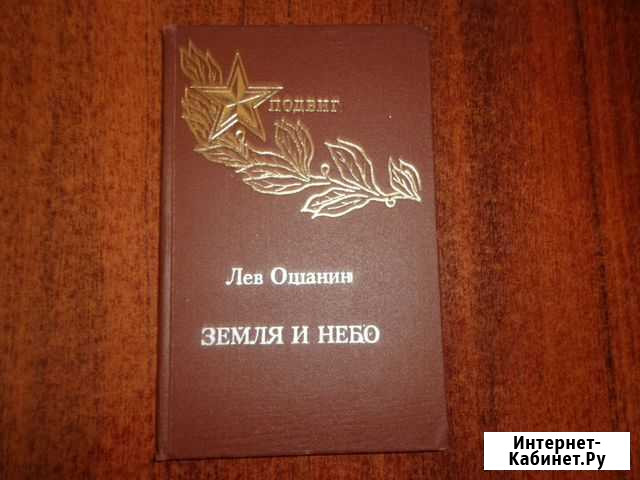 ПОДВИГ
Лев Ошанин
ЗЕМЛЯ И НЕБО
Интернет-
Кабинет.Ру